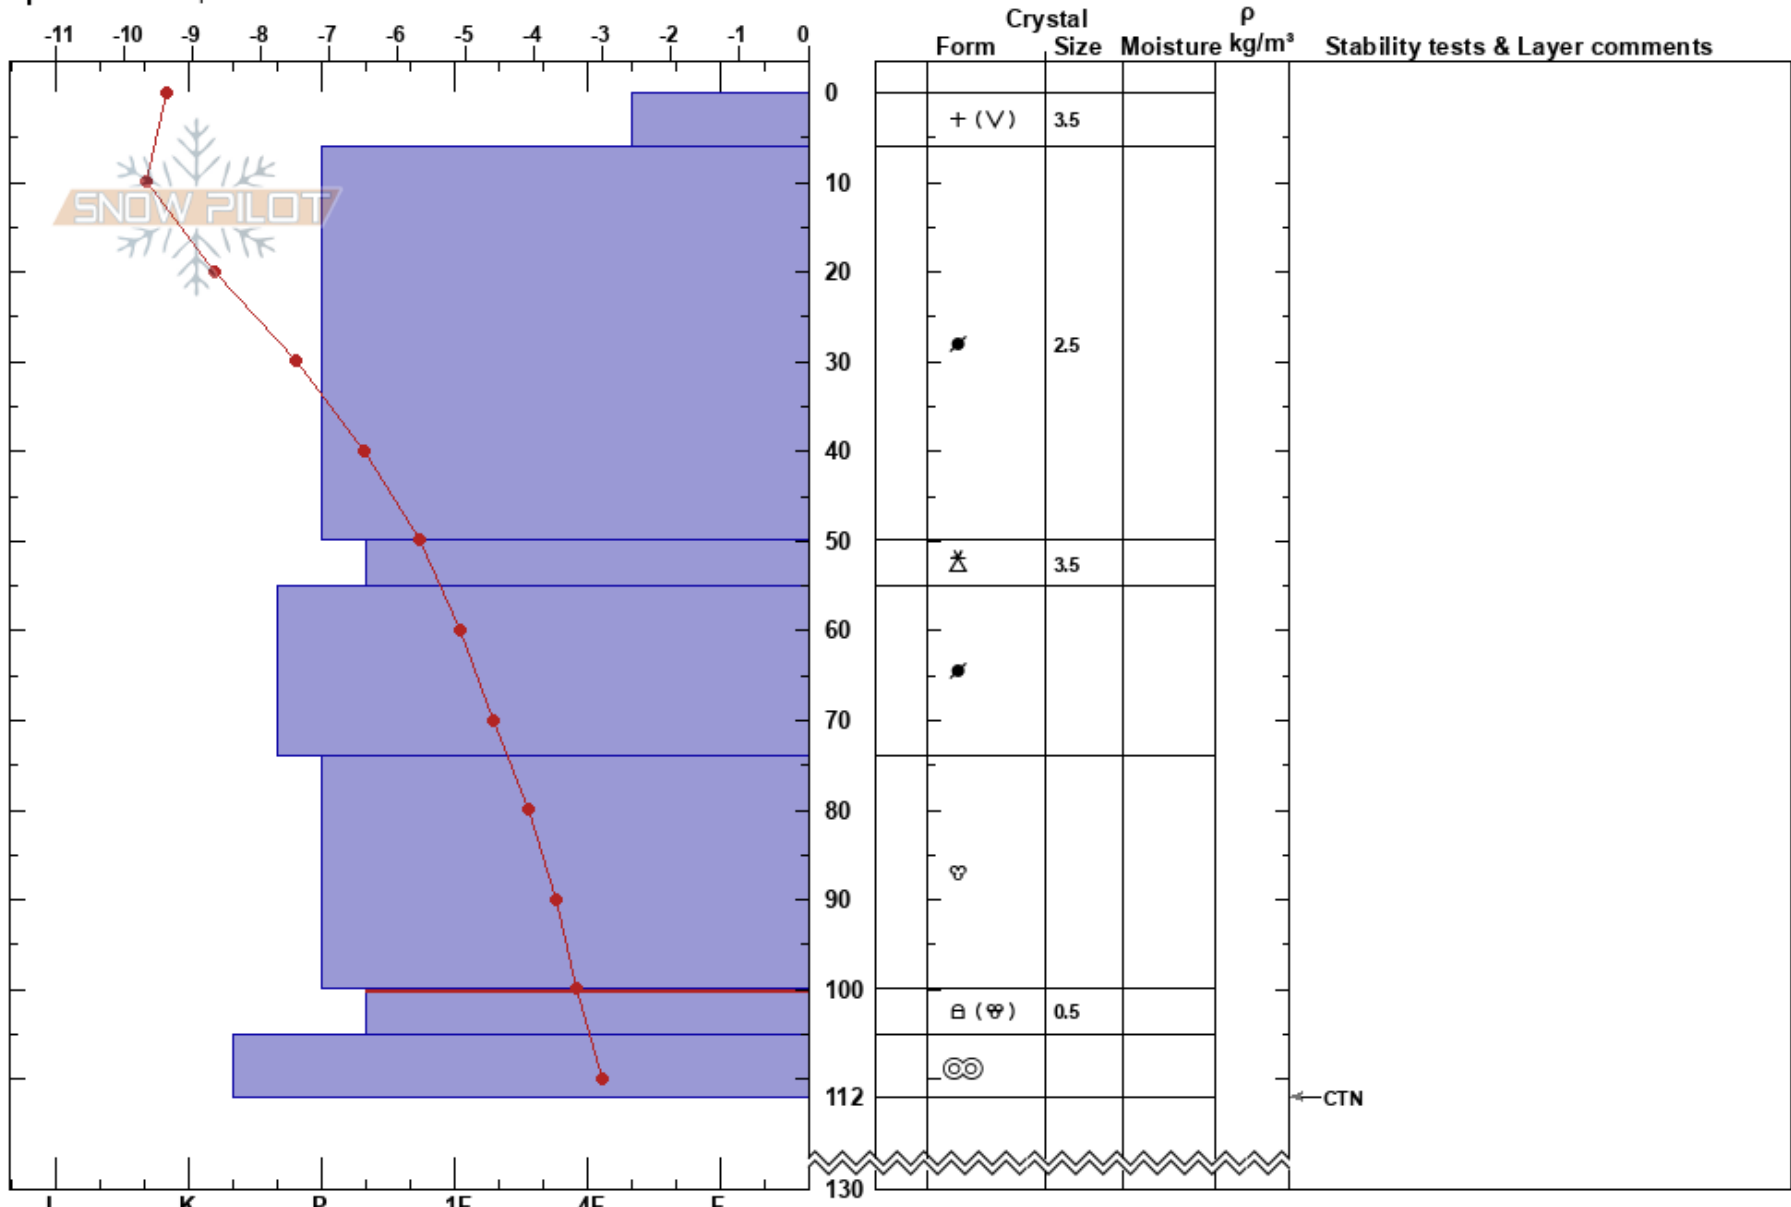 Crystal ρ
-11 -10 -9 -8 -7 -6 -5 -4 -3 -2 -1 0 Form Size Moisture kg/m³ Stability tests & Layer comments
0
+ (V) 3.5
10
SNOW PILOT
20
30
2.5
40
50
3.5
60
70
80
90
100
0.5
112 CTN
130
I K P 1F 4F F